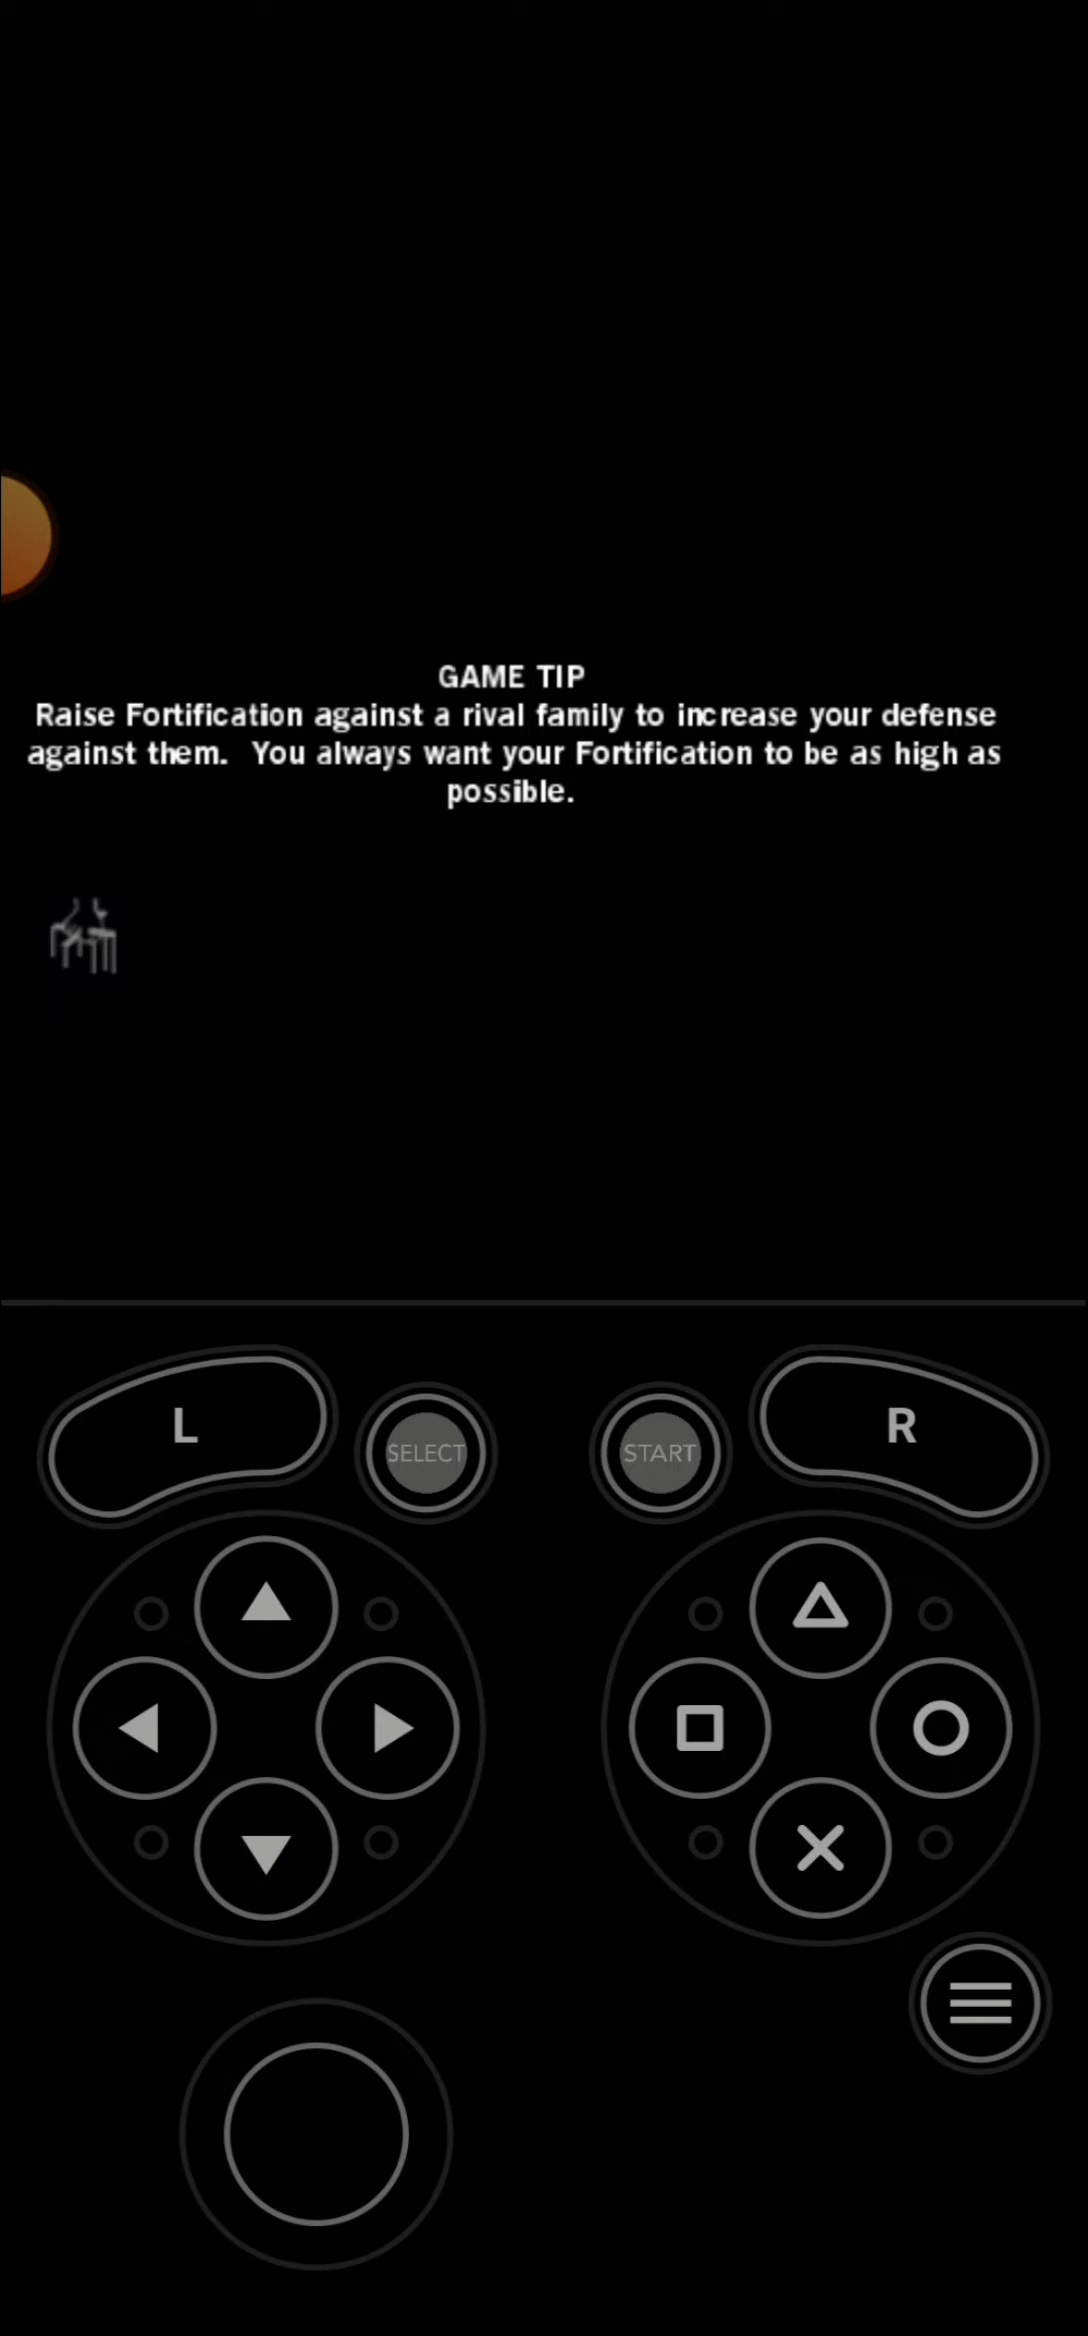 GAME TIP
Raise Fortification against a rival family to increase your defense
against them.  You always want your Fortification to be as high as
possible.
L
SELECT
START
R